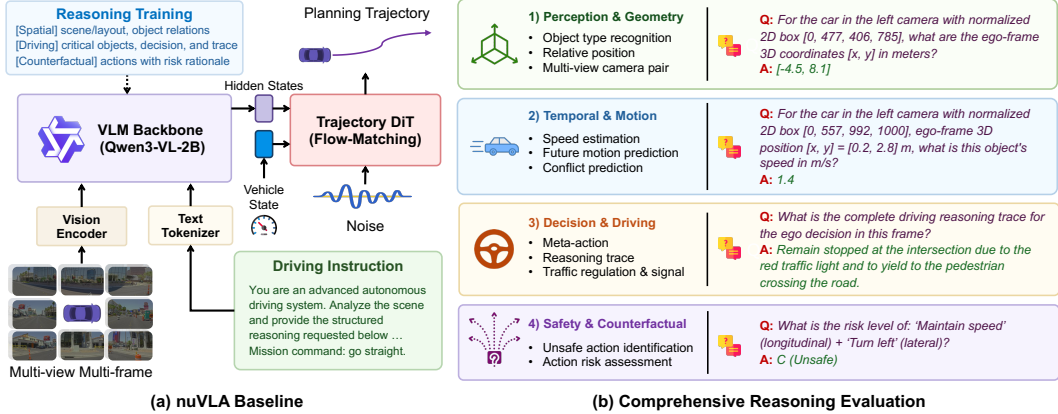 Reasoning Training
[Spatial] scene/layout, object relations
[Driving] critical objects, decision, and trace
[Counterfactual] actions with risk rationale
Planning Trajectory
Hidden States
VLM Backbone
(Qwen3-VL-2B)
Trajectory DiT
(Flow-Matching)
Vehicle
State
Noise
Vision
Encoder
Text
Tokenizer
Driving Instruction
You are an advanced autonomous
driving system. Analyze the scene
and provide the structured
reasoning requested below ...
Mission command: go straight.
Multi-view Multi-frame
(a) nuVLA Baseline
1) Perception & Geometry
• Object type recognition
• Relative position
• Multi-view camera pair
Q: For the car in the left camera with normalized
2D box [0, 477, 406, 785], what are the ego-frame
3D coordinates [x, y] in meters?
A: [-4.5, 8.1]
2) Temporal & Motion
• Speed estimation
• Future motion prediction
• Conflict prediction
Q: For the car in the left camera with normalized
2D box [0, 557, 992, 1000], ego-frame 3D
position [x, y] = [0.2, 2.8] m, what is this object's
speed in m/s?
A: 1.4
3) Decision & Driving
• Meta-action
• Reasoning trace
• Traffic regulation & signal
Q: What is the complete driving reasoning trace for
the ego decision in this frame?
A: Remain stopped at the intersection due to the
red traffic light and to yield to the pedestrian
crossing the road.
4) Safety & Counterfactual
• Unsafe action identification
• Action risk assessment
Q: What is the risk level of: 'Maintain speed'
(longitudinal) + 'Turn left' (lateral)?
A: C (Unsafe)
(b) Comprehensive Reasoning Evaluation